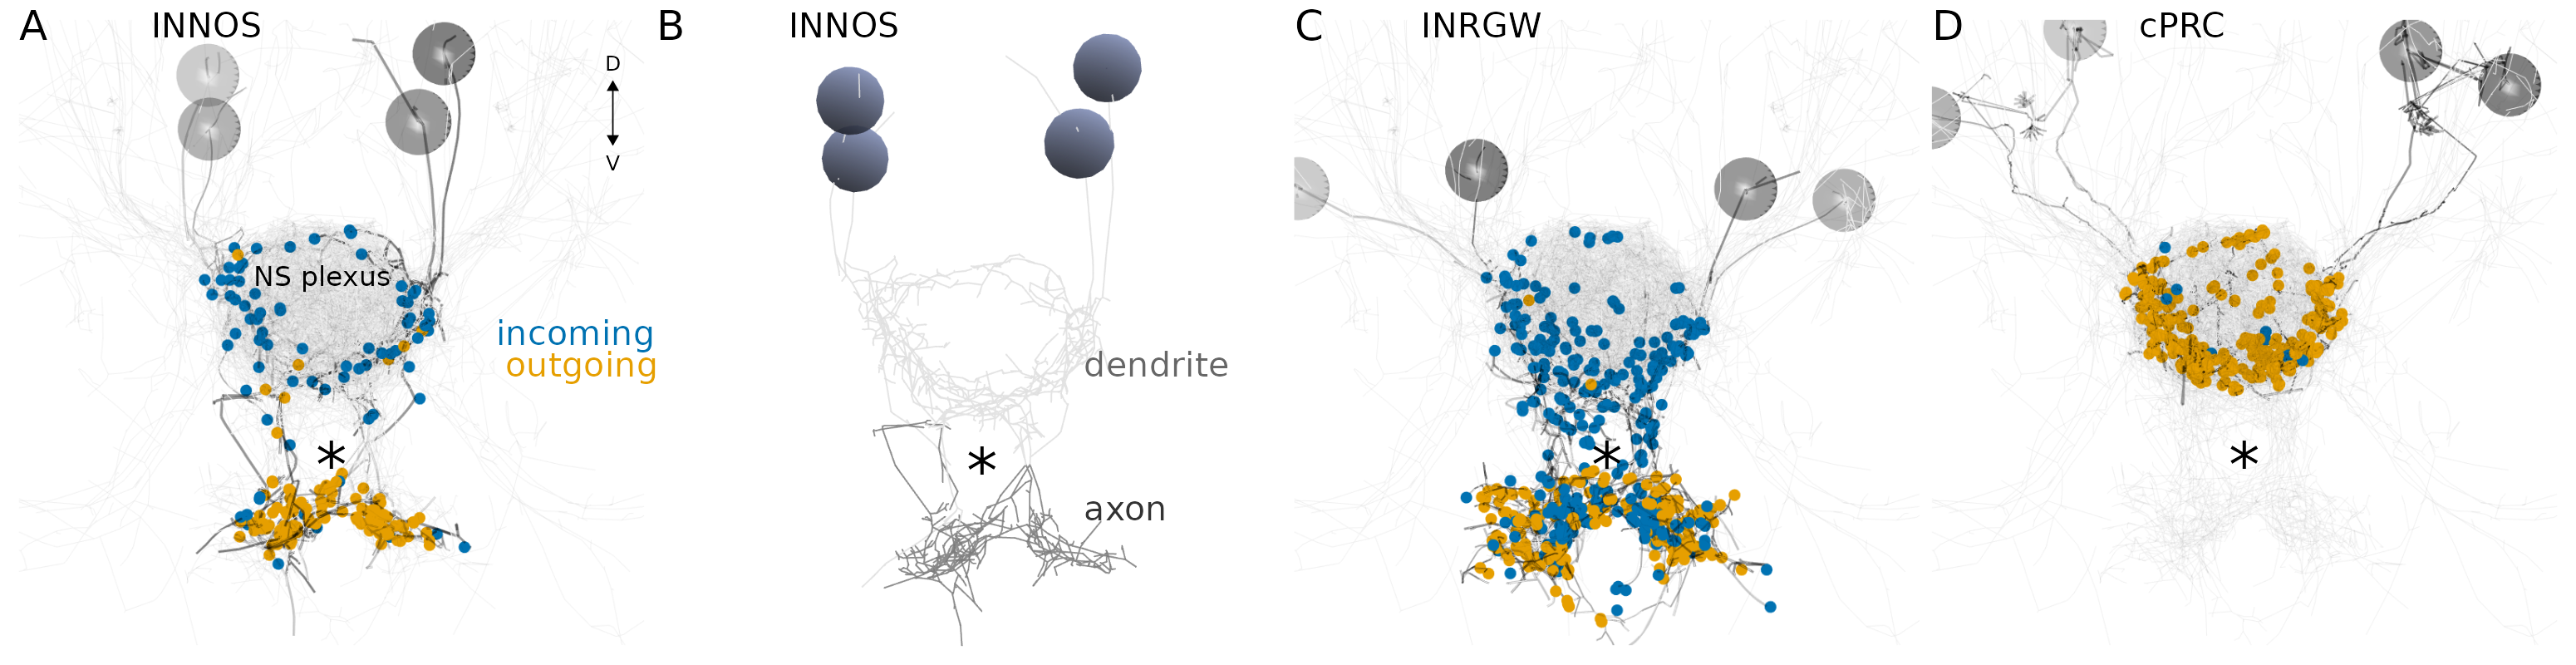 A
INNOS
D
V
NS plexus
incoming
outgoing
*
B
INNOS
dendrite
*
axon
C
INRGW
*
D
cPRC
*